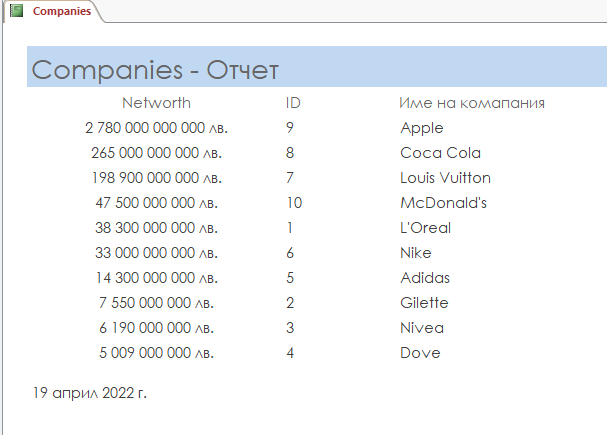 Companies
Companies - Отчет
Networth ID Име на комапания
2 780 000 000 000 лв. 9 Apple
265 000 000 000 лв. 8 Coca Cola
198 900 000 000 лв. 7 Louis Vuitton
47 500 000 000 лв. 10 McDonald's
38 300 000 000 лв. 1 L'Oreal
33 000 000 000 лв. 6 Nike
14 300 000 000 лв. 5 Adidas
7 550 000 000 лв. 2 Gilette
6 190 000 000 лв. 3 Nivea
5 009 000 000 лв. 4 Dove
19 април 2022 г.